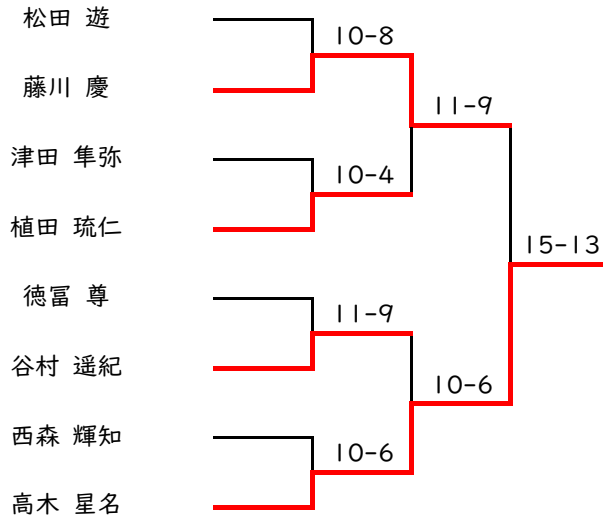 松田 遊
10-8
藤川 慶
11-9
津田 隼弥
10-4
植田 琉仁
15-13
徳冨 尊
11-9
谷村 遥紀
10-6
西森 輝知
10-6
高木 星名